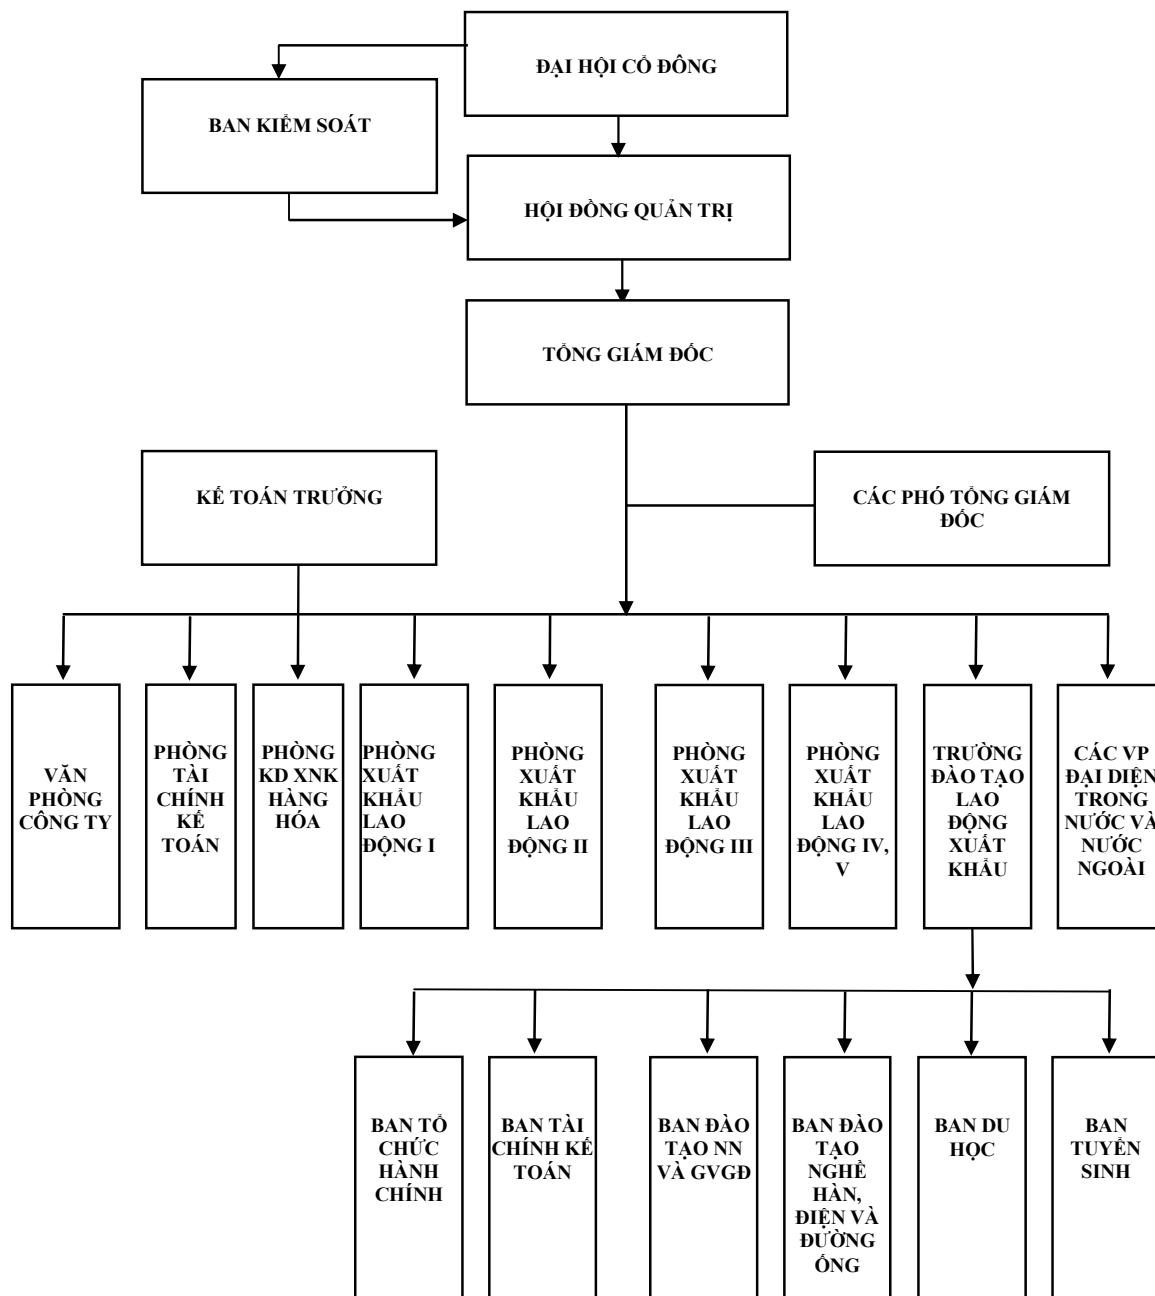 ĐẠI HỘI CỔ ĐÔNG
BAN KIỂM SOÁT
HỘI ĐỒNG QUẢN TRỊ
TỔNG GIÁM ĐỐC
KẾ TOÁN TRƯỞNG
CÁC PHÓ TỔNG GIÁM
ĐỐC
VĂN
PHÒNG
CÔNG TY
PHÒNG
TÀI
CHÍNH
KẾ
TOÁN
PHÒNG
KD XNK
HÀNG
HÓA
PHÒNG
XUẤT
KHẨU
LAO
ĐỘNG I
PHÒNG
XUẤT
KHẨU
LAO
ĐỘNG II
PHÒNG
XUẤT
KHẨU
LAO
ĐỘNG III
PHÒNG
XUẤT
KHẨU
LAO
ĐỘNG IV,
V
TRƯỜNG
ĐÀO TẠO
LAO
ĐỘNG
XUẤT
KHẨU
CÁC VP
ĐẠI DIỆN
TRONG
NƯỚC VÀ
NƯỚC
NGOÀI
BAN TỔ
CHỨC
HÀNH
CHÍNH
BAN TÀI
CHÍNH KẾ
TOÁN
BAN ĐÀO
TẠO NN
VÀ GVGĐ
BAN ĐÀO
TẠO
NGHỀ
HÀN,
ĐIỆN VÀ
ĐƯỜNG
ỐNG
BAN DU
HỌC
BAN
TUYỂN
SINH